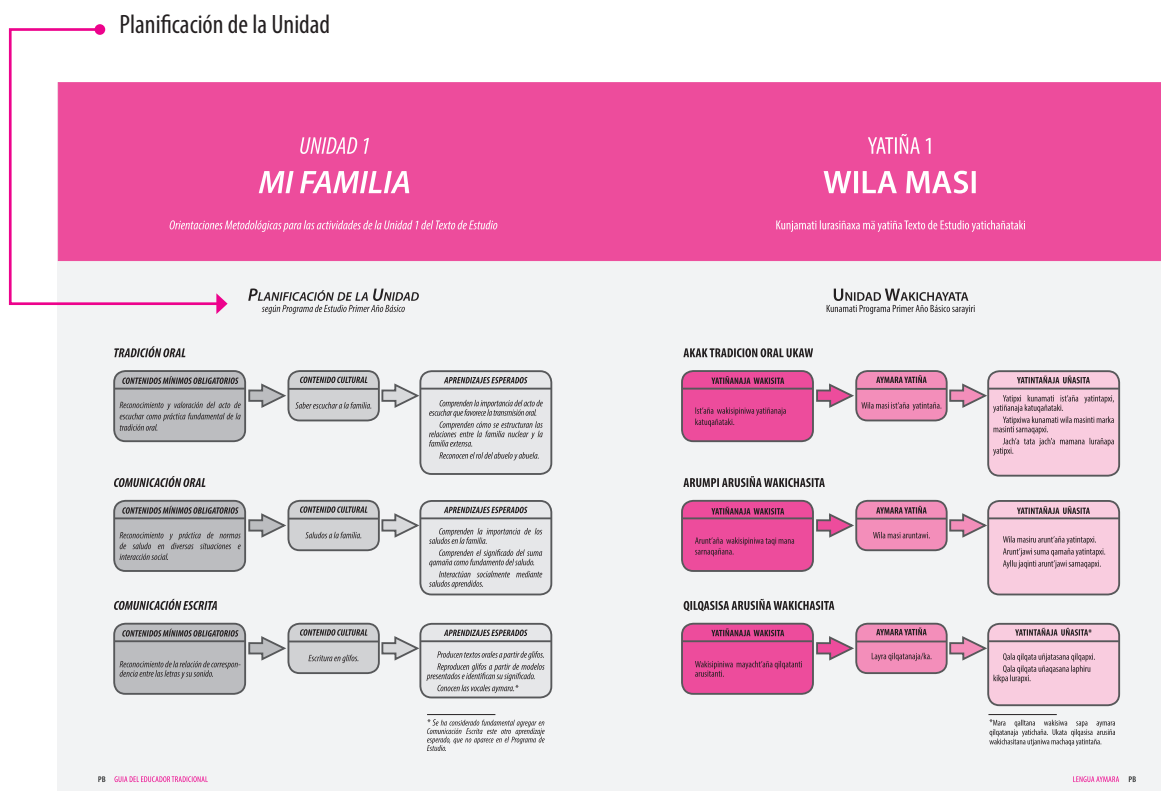 Planificación de la Unidad
UNIDAD 1
MI FAMILIA
Orientaciones Metodológicas para las actividades de la Unidad 1 del Texto de Estudio
PLANIFICACIÓN DE LA UNIDAD
según Programa de Estudio Primer Año Básico
TRADICIÓN ORAL
CONTENIDOS MÍNIMOS OBLIGATORIOS
Reconocimiento y valoración del acto de
escuchar como práctica fundamental de la
tradición oral.
CONTENIDO CULTURAL
Saber escuchar a la familia.
APRENDIZAJES ESPERADOS
Comprenden la importancia del acto de
escuchar que favorece la transmisión oral.
Comprenden cómo se estructuran las
relaciones entre la familia nuclear y la
familia extensa.
Reconocen el rol del abuelo y abuela.
COMUNICACIÓN ORAL
CONTENIDOS MÍNIMOS OBLIGATORIOS
Reconocimiento y práctica de normas
de saludo en diversas situaciones e
interacción social.
CONTENIDO CULTURAL
Saludos a la familia.
APRENDIZAJES ESPERADOS
Comprenden la importancia de los
saludos en la familia.
Comprenden el significado del suma
qamaña como fundamento del saludo.
Interactúan socialmente mediante
saludos aprendidos.
COMUNICACIÓN ESCRITA
CONTENIDOS MÍNIMOS OBLIGATORIOS
Reconocimiento de la relación de correspon-
dencia entre las letras y su sonido.
CONTENIDO CULTURAL
Escritura en glifos.
APRENDIZAJES ESPERADOS
Producen textos orales a partir de glifos.
Reproducen glifos a partir de modelos
presentados e identifican su significado.
Conocen las vocales aymara.*
* Se ha considerado fundamental agregar en
Comunicación Escrita este otro aprendizaje
esperado, que no aparece en el Programa de
Estudio.
PB GUIA DEL EDUCADOR TRADICIONAL
YATIÑA 1
WILA MASI
Kunjamati lurasiñaxa mä yatiña Texto de Estudio yatichañataki
UNIDAD WAKICHAYATA
Kunamati Programa Primer Año Básico sarayiri
AKAK TRADICION ORAL UKAW
YATIÑANAJA WAKISITA
Ist'aña wakisipiniwa yatiñanaja
katuqañataki.
AYMARA YATIÑA
Wila masi ist'aña yatintaña.
YATINTAÑAJA UÑASITA
Yatipxi kunamati ist'aña yatintapxi,
yatiñanaja katuqañataki.
Yatipxiwa kunamati wila masinti marka
masinti sarnaqapxi.
Jach'a tata jach'a mamana lurañapa
yatipxi.
ARUMPI ARUSIÑA WAKICHASITA
YATIÑANAJA WAKISITA
Arunt'aña wakisipiniwa taqi mana
sarnaqañana.
AYMARA YATIÑA
Wila masi aruntawi.
YATINTAÑAJA UÑASITA
Wila masiru arunt'aña yatintapxi.
Arunt'jawi suma qamaña yatintapxi.
Ayllu jaqinti arunt'jawi sarnaqapxi.
QILQASISA ARUSIÑA WAKICHASITA
YATIÑANAJA WAKISITA
Wakisipiniwa mayacht'aña qilqatanti
arusitanti.
AYMARA YATIÑA
Layra qilqatanaja/ka.
YATINTAÑAJA UÑASITA*
Qala qilqata uñjatasana qilqapxi.
Qala qilqata uñaqasana laphiru
kikpa lurapxi.
*Mara qalltana wakisiwa sapa aymara
qilqatanaja yatichaña. Ukata qilqasisa arusiña
wakichasitana utjaniwa machaqa yatintaña.
LENGUA AYMARA PB